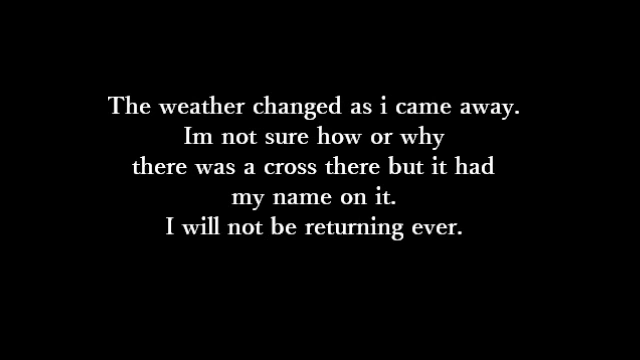 The weather changed as i came away.
Im not sure how or why
there was a cross there but it had
my name on it.
I will not be returning ever.